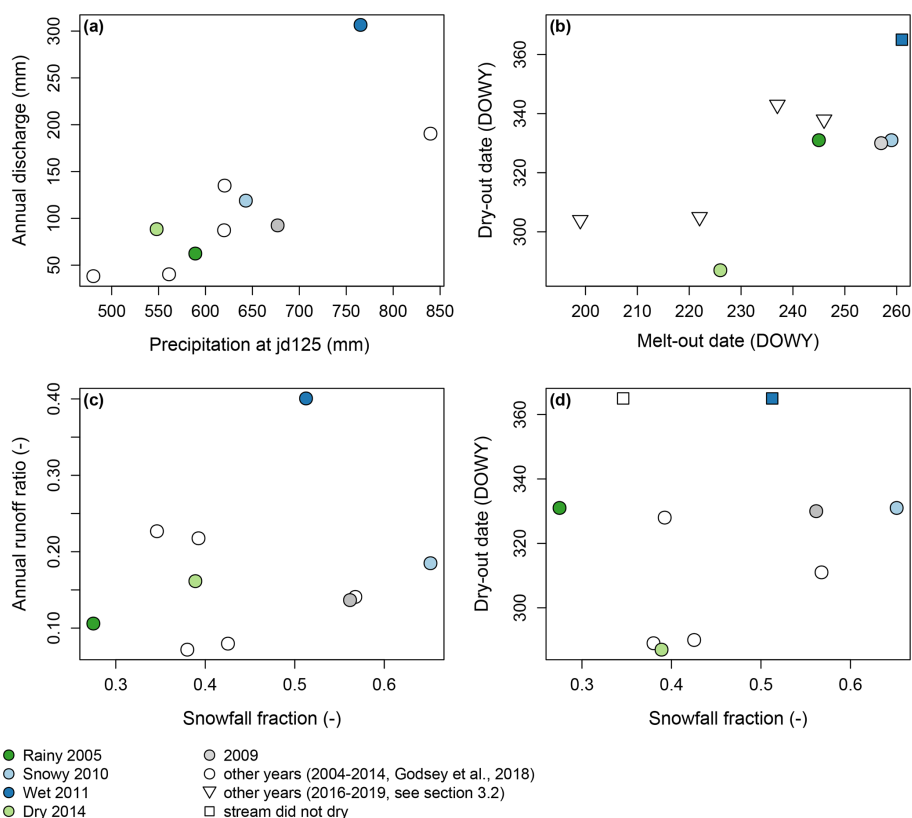 (a)
Annual discharge (mm)
300
250
200
150
100
50
500 550 600 650 700 750 800 850
Precipitation at jd125 (mm)
(b)
Dry-out date (DOWY)
360
340
320
300
200 210 220 230 240 250 260
Melt-out date (DOWY)
(c)
Annual runoff ratio (-)
0.40
0.30
0.20
0.10
0.3 0.4 0.5 0.6
Snowfall fraction (-)
(d)
Dry-out date (DOWY)
360
340
320
300
0.3 0.4 0.5 0.6
Snowfall fraction (-)
Rainy 2005
Snowy 2010
Wet 2011
Dry 2014
2009
other years (2004-2014, Godsey et al., 2018)
other years (2016-2019, see section 3.2)
stream did not dry